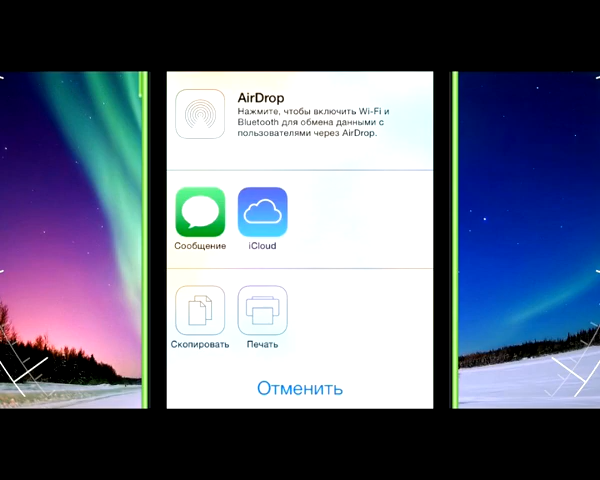 AirDrop
Нажмите, чтобы включить Wi-Fi и
Bluetooth для обмена данными с
пользователями через AirDrop.
Сообщение iCloud
Скопировать Печать
Отменить